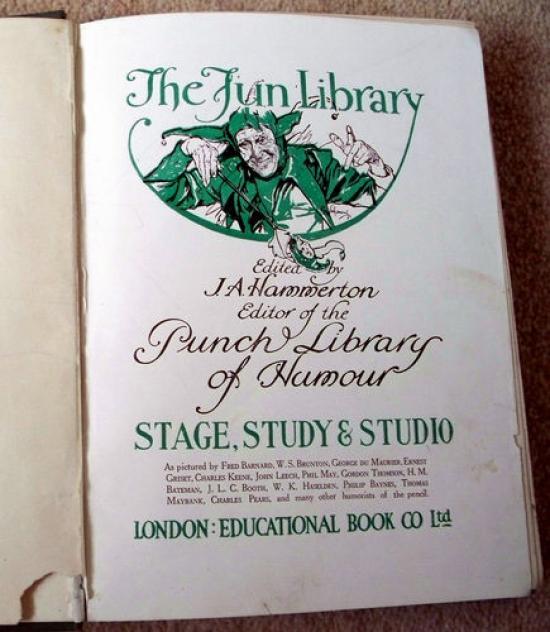 The Fun Library
Edited by
J.A. Hammerton
Editor of the
Punch Library
of Humour
STAGE, STUDY & STUDIO
As pictured by FRED BARNARD, W. S. BRUNTON, GEORGE DU MAURIER, ERNEST
GRISET, CHARLES KEENE, JOHN LEECH, PHIL MAY, GORDON THOMSON, H. M.
BATEMAN, J. L. C. BOOTH, W. K. HASELDEN, PHILIP BAYNES, THOMAS
MAYBANK, CHARLES PEARS, and many other humorists of the pencil.
LONDON: EDUCATIONAL BOOK CO Ltd